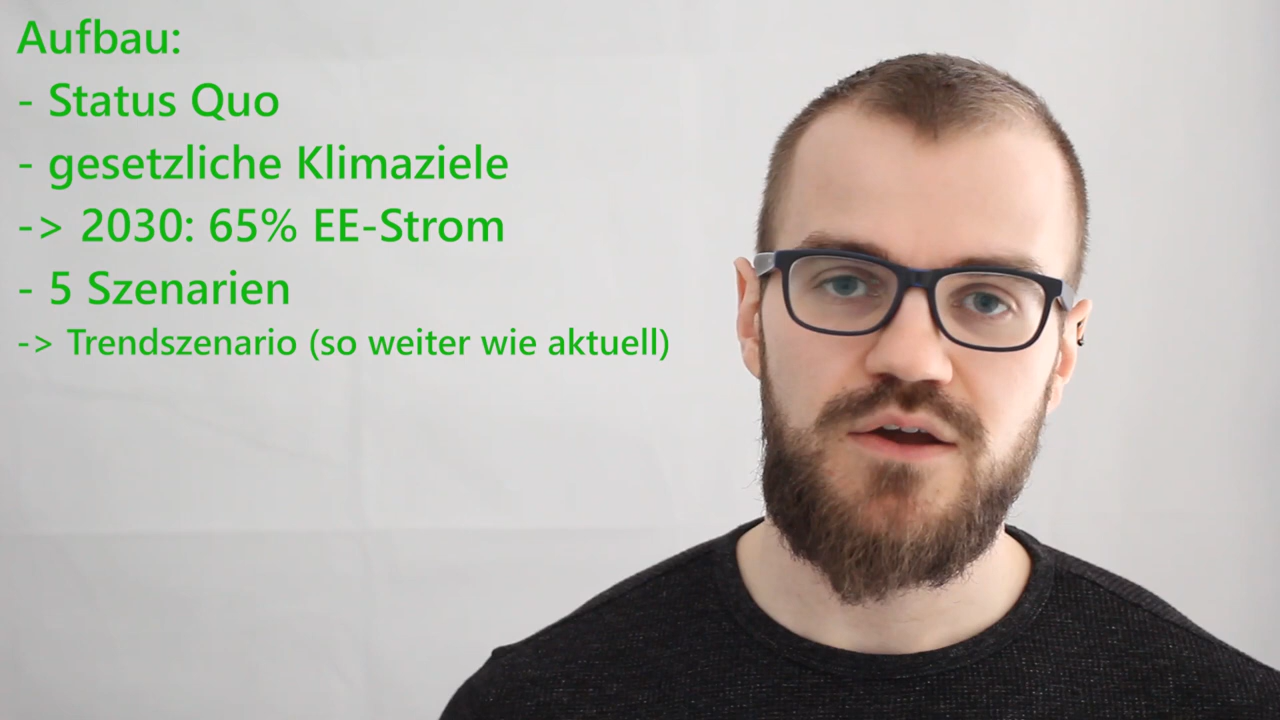 Aufbau:
- Status Quo
- gesetzliche Klimaziele
-> 2030: 65% EE-Strom
- 5 Szenarien
-> Trendszenario (so weiter wie aktuell)